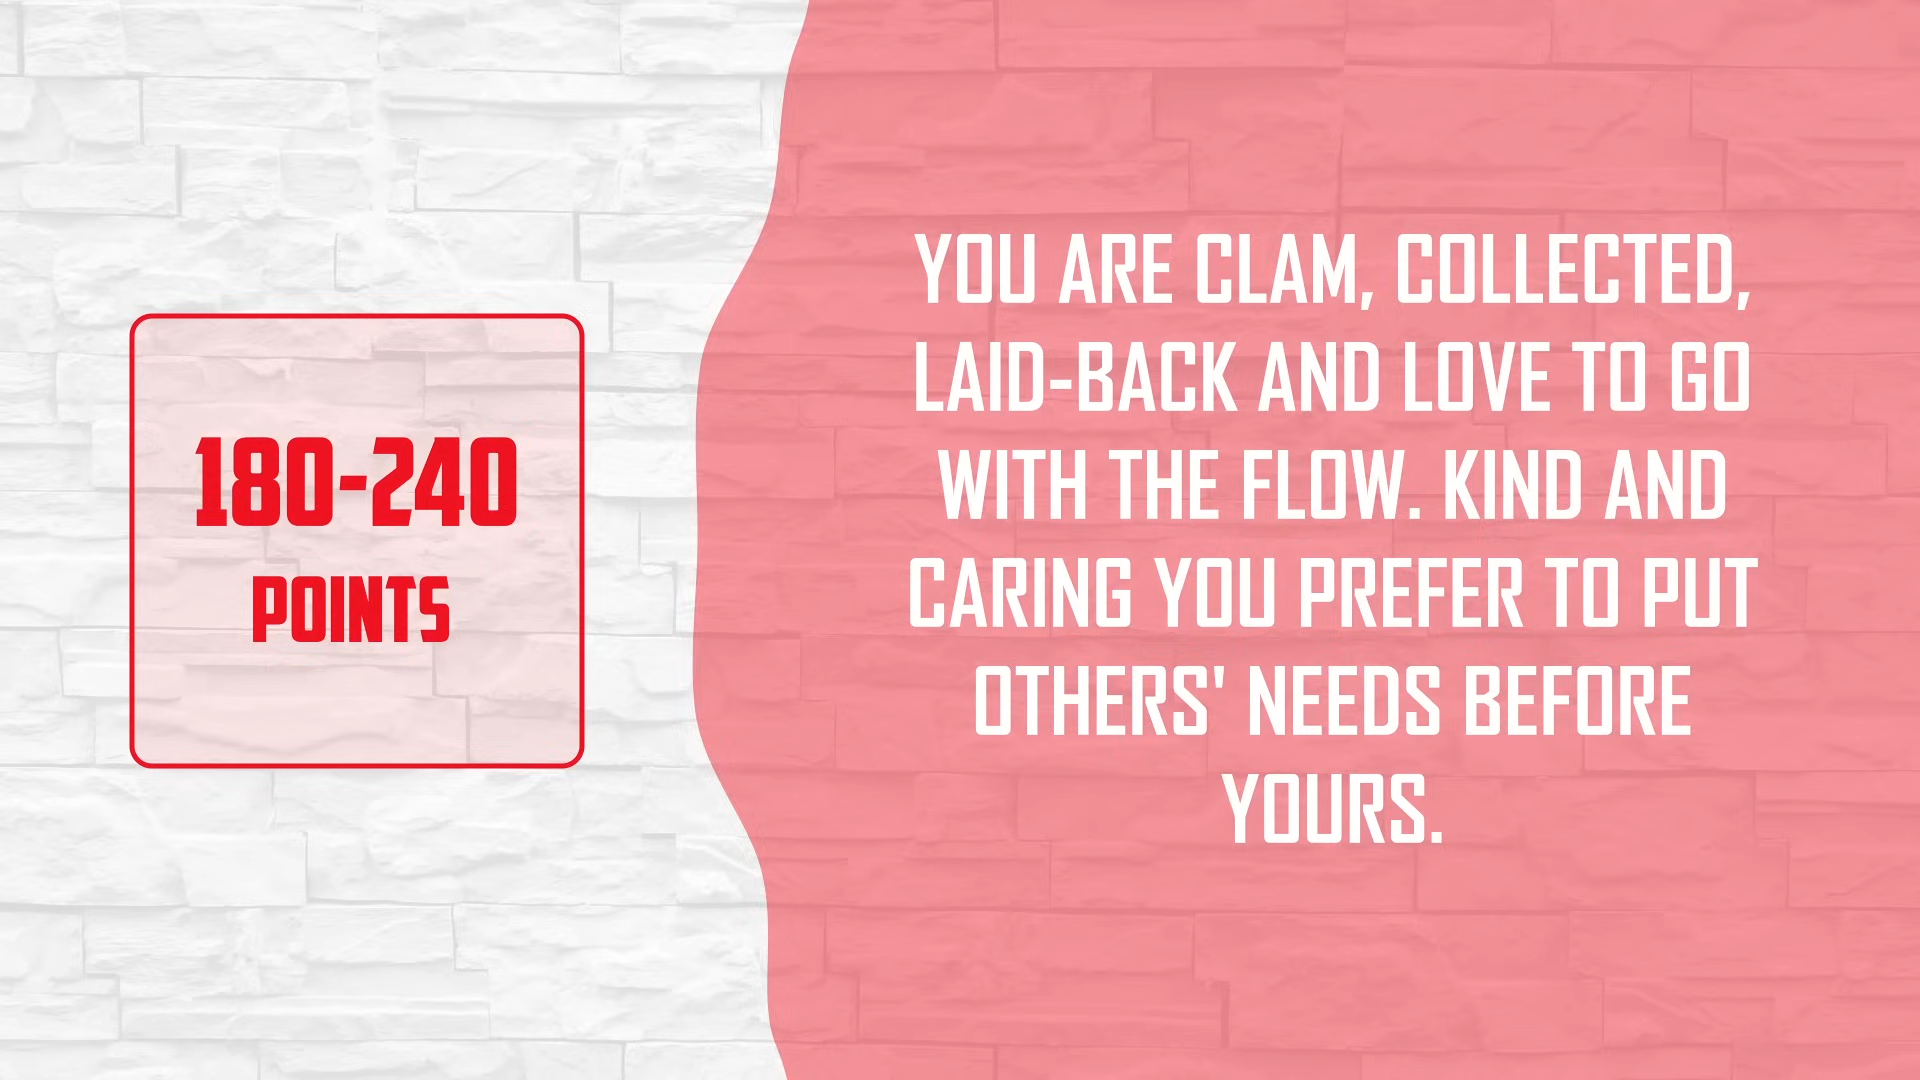 180-240
POINTS
YOU ARE CLAM, COLLECTED,
LAID-BACK AND LOVE TO GO
WITH THE FLOW. KIND AND
CARING YOU PREFER TO PUT
OTHERS' NEEDS BEFORE
YOURS.